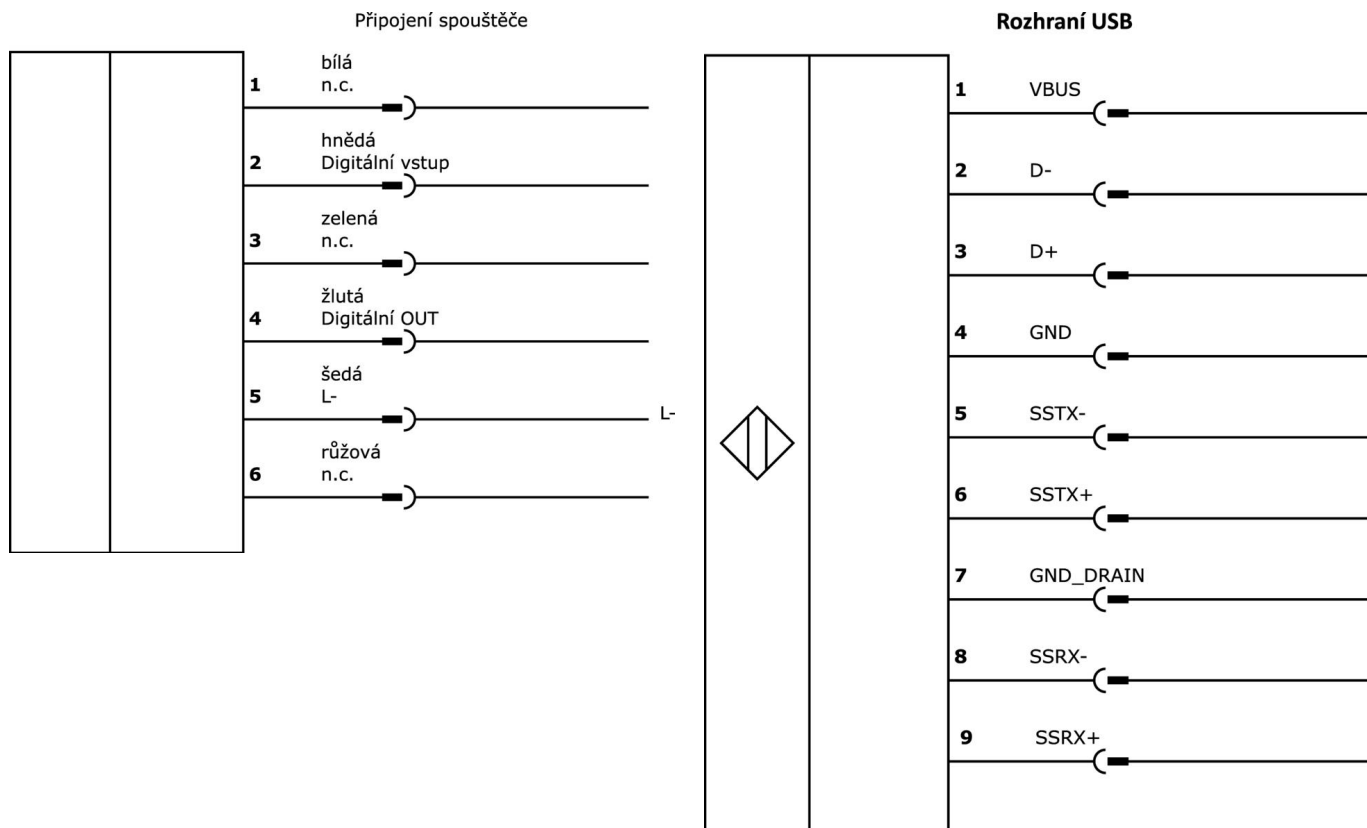 Připojení spouštěče
bílá
1 n.c.
hnědá
2 Digitální vstup
zelená
3 n.c.
žlutá
4 Digitální OUT
šedá
5 L-
L-
růžová
6 n.c.
Rozhraní USB
1 VBUS
2 D-
3 D+
4 GND
5 SSTX-
6 SSTX+
7 GND_DRAIN
8 SSRX-
9 SSRX+